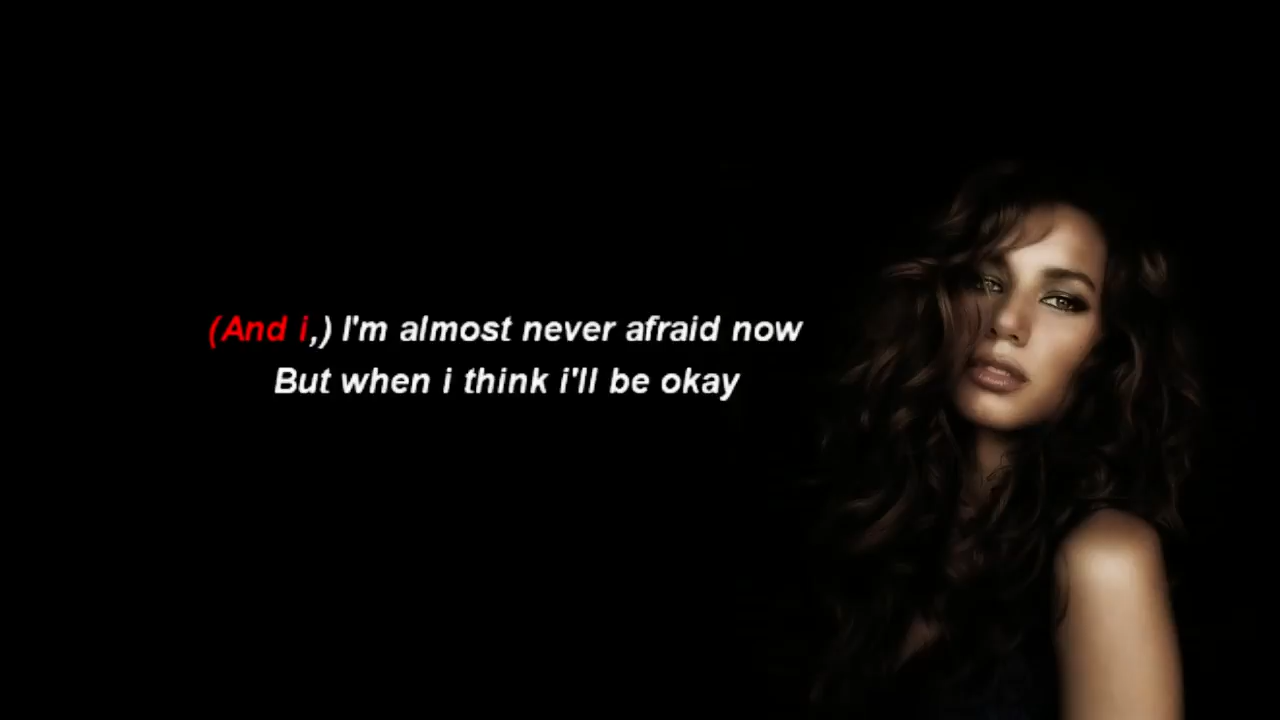 (And i,) I'm almost never afraid now
But when i think i'll be okay